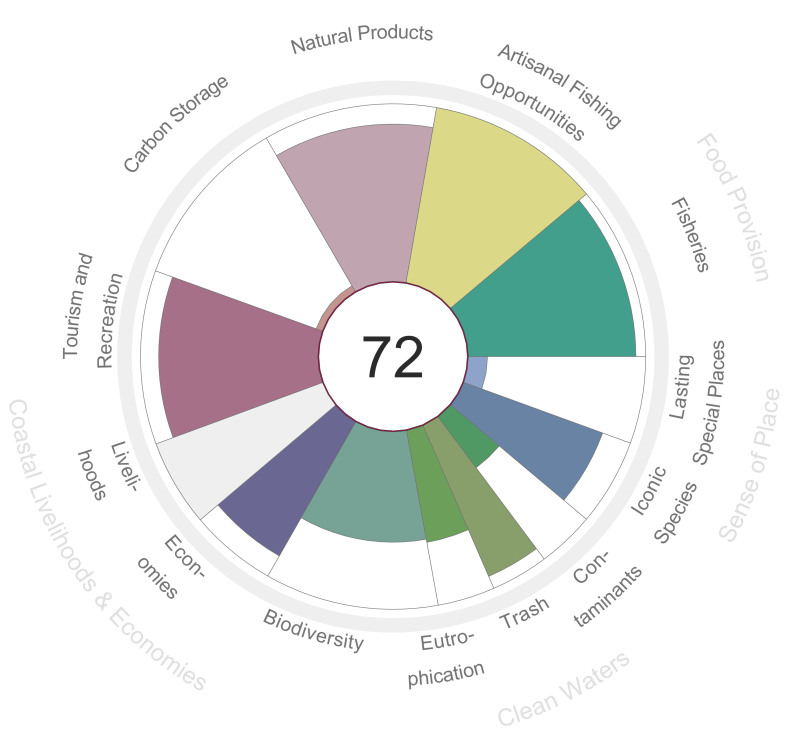 Natural Products
Artisanal Fishing
Opportunities
Carbon Storage
Food Provision
Fisheries
Tourism and
Recreation
72
Lasting
Special Places
Sense of Place
Iconic
Species
Liveli-
hoods
Coastal Livelihoods & Economies
Econ-
omies
Con-
taminants
Trash
Biodiversity
Eutro-
phication
Clean Waters